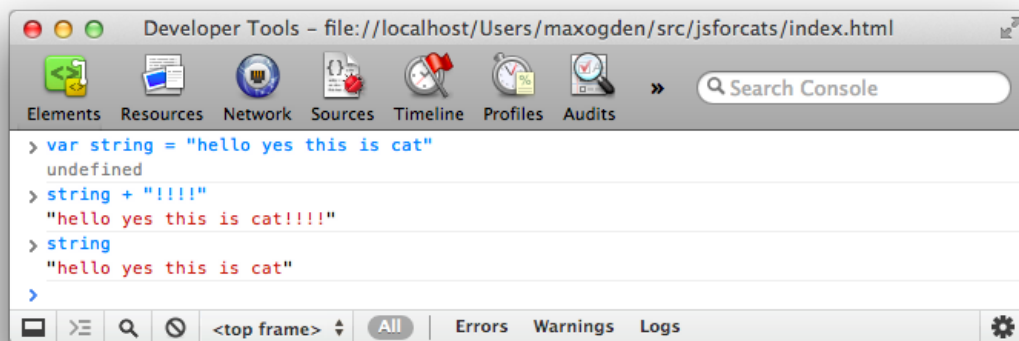 Developer Tools – file://localhost/Users/maxogden/src/jsforcats/index.html
Elements Resources Network Sources Timeline Profiles Audits » Search Console
> var string = "hello yes this is cat"
undefined
> string + "!!!!"
"hello yes this is cat!!!!"
> string
"hello yes this is cat"
>
<top frame> All Errors Warnings Logs